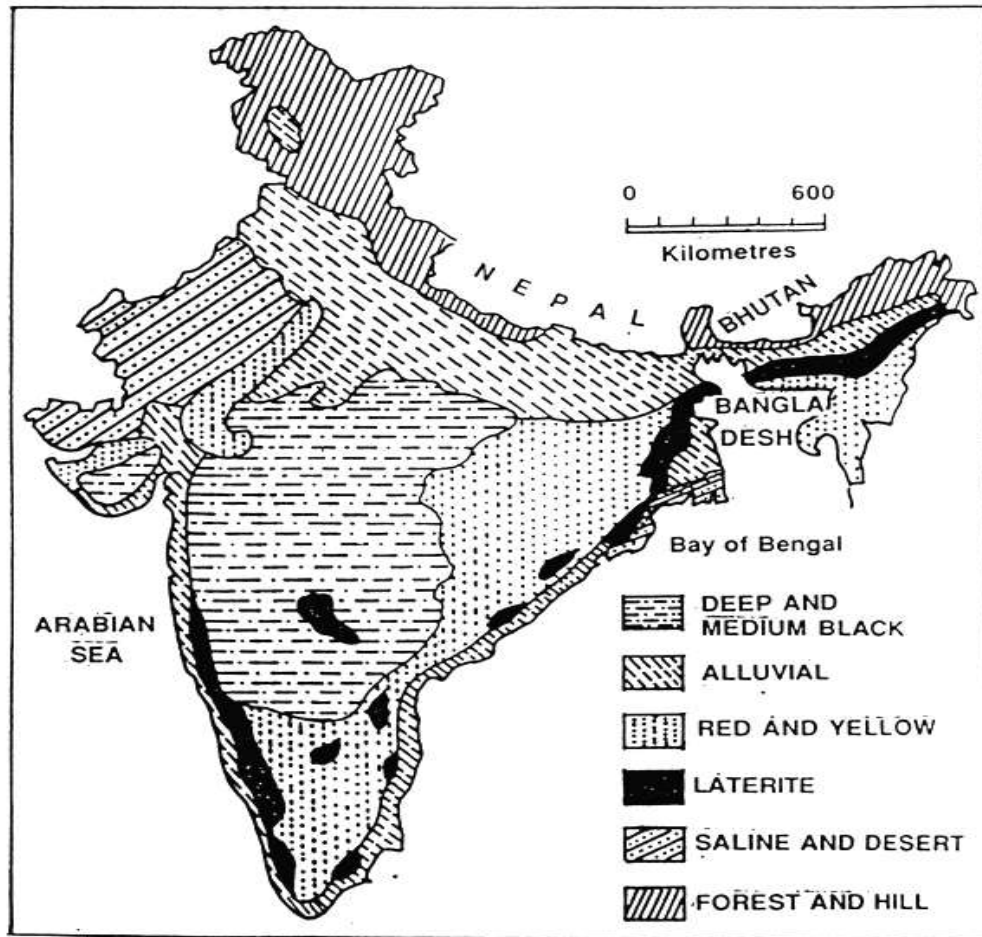 0 600
Kilometres
NEPAL
BHUTAN
BANGLA
DESH
Bay of Bengal
ARABIAN
SEA
DEEP AND
MEDIUM BLACK
ALLUVIAL
RED AND YELLOW
LATERITE
SALINE AND DESERT
FOREST AND HILL